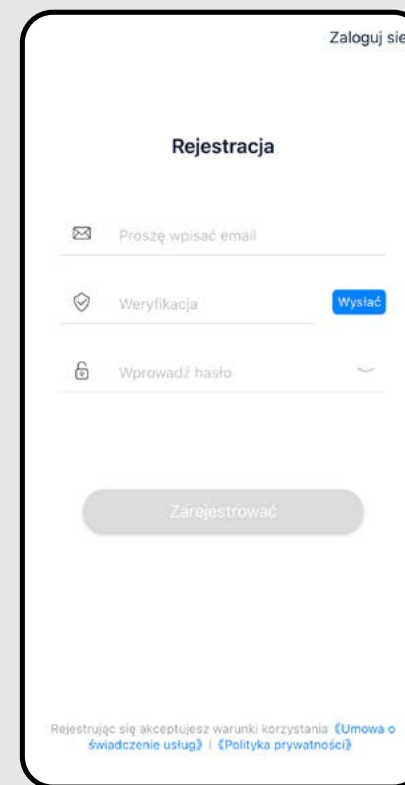 Zaloguj sie
Rejestracja
Proszę wpisać email
Weryfikacja
Wysłać
Wprowadź hasło
Zarejestrować
Rejestrując się akceptujesz warunki korzystania 《Umowa o
świadczenie usług》 i 《Polityka prywatności》